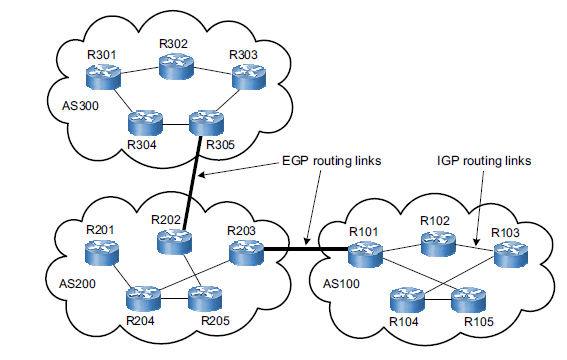 R302
R301
R303
AS300
R304
R305
EGP routing links
IGP routing links
R201
R202
R203
R101
R102
R103
AS200
AS100
R204
R205
R104
R105